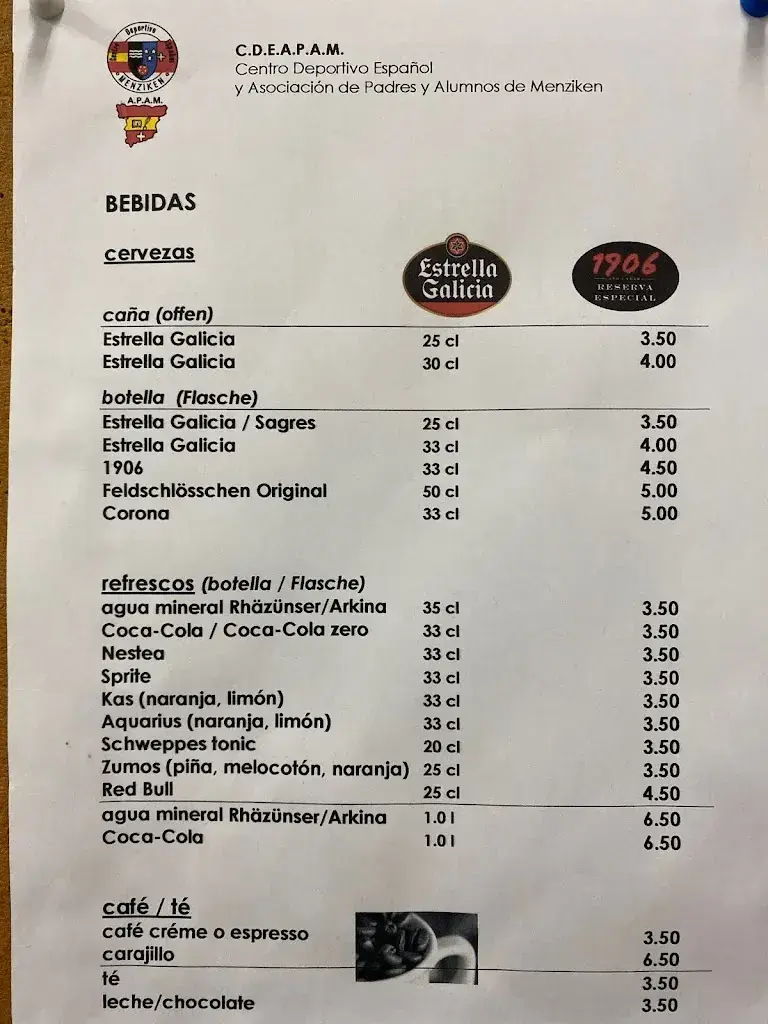 Centro Deportivo Español
MENZIKEN
A.P.A.M.
C.D.E.A.P.A.M.
Centro Deportivo Español
y Asociación de Padres y Alumnos de Menziken
BEBIDAS
cervezas
Estrella
Galicia
1906
RESERVA
ESPECIAL
caña (offen)
Estrella Galicia 25 cl 3.50
Estrella Galicia 30 cl 4.00
botella (Flasche)
Estrella Galicia / Sagres 25 cl 3.50
Estrella Galicia 33 cl 4.00
1906 33 cl 4.50
Feldschlösschen Original 50 cl 5.00
Corona 33 cl 5.00
refrescos (botella / Flasche)
agua mineral Rhäzünser/Arkina 35 cl 3.50
Coca-Cola / Coca-Cola zero 33 cl 3.50
Nestea 33 cl 3.50
Sprite 33 cl 3.50
Kas (naranja, limón) 33 cl 3.50
Aquarius (naranja, limón) 33 cl 3.50
Schweppes tonic 20 cl 3.50
Zumos (piña, melocotón, naranja) 25 cl 3.50
Red Bull 25 cl 4.50
agua mineral Rhäzünser/Arkina 1.0 l 6.50
Coca-Cola 1.0 l 6.50
café / té
café créme o espresso 3.50
carajillo 6.50
té 3.50
leche/chocolate 3.50